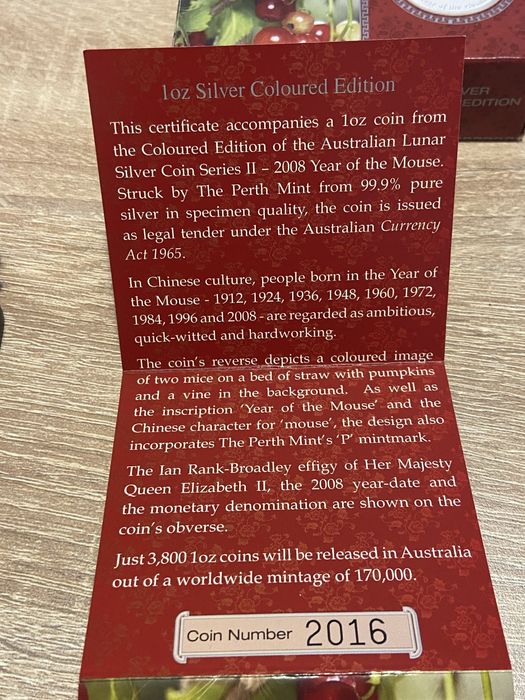 VER
EDITION
1oz Silver Coloured Edition
This certificate accompanies a 1oz coin from
the Coloured Edition of the Australian Lunar
Silver Coin Series II – 2008 Year of the Mouse.
Struck by The Perth Mint from 99.9% pure
silver in specimen quality, the coin is issued
as legal tender under the Australian Currency
Act 1965.
In Chinese culture, people born in the Year of
the Mouse - 1912, 1924, 1936, 1948, 1960, 1972,
1984, 1996 and 2008 - are regarded as ambitious,
quick-witted and hardworking.
The coin's reverse depicts a coloured image
of two mice on a bed of straw with pumpkins
and a vine in the background. As well as
the inscription 'Year of the Mouse' and the
Chinese character for 'mouse', the design also
incorporates The Perth Mint's 'P' mintmark.
The Ian Rank-Broadley effigy of Her Majesty
Queen Elizabeth II, the 2008 year-date and
the monetary denomination are shown on the
coin's obverse.
Just 3,800 1oz coins will be released in Australia
out of a worldwide mintage of 170,000.
Coin Number 2016